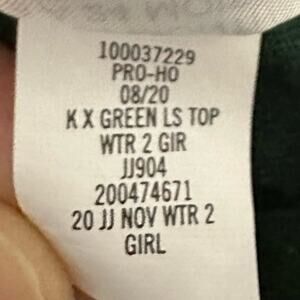 100037229
PRO-HO
08/20
K X GREEN LS TOP
WTR 2 GIR
JJ904
200474671
20 JJ NOV WTR 2
GIRL